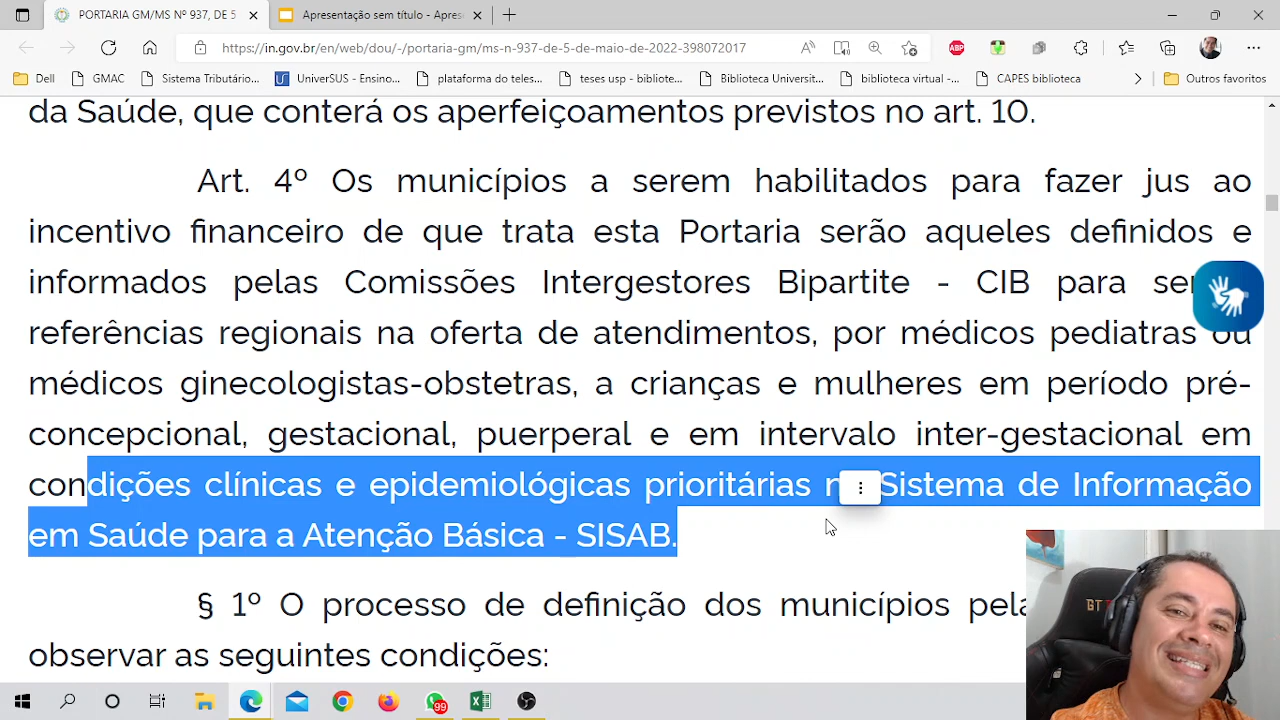 PORTARIA GM/MS Nº 937, DE 5
Apresentação sem título - Apres
https://in.gov.br/en/web/dou/-/portaria-gm/ms-n-937-de-5-de-maio-de-2022-398072017
ABP
Dell
GMAC
Sistema Tributário...
UniverSUS - Ensino...
plataforma do teles...
teses usp - bibliote...
Biblioteca Universit...
biblioteca virtual -...
CAPES biblioteca
Outros favoritos
da Saúde, que conterá os aperfeiçoamentos previstos no art. 10.
Art. 4º Os municípios a serem habilitados para fazer jus ao
incentivo financeiro de que trata esta Portaria serão aqueles definidos e
informados pelas Comissões Intergestores Bipartite - CIB para ser
referências regionais na oferta de atendimentos, por médicos pediatras ou
médicos ginecologistas-obstetras, a crianças e mulheres em período pré-
concepcional, gestacional, puerperal e em intervalo inter-gestacional em
condições clínicas e epidemiológicas prioritárias n Sistema de Informação
em Saúde para a Atenção Básica - SISAB.
§ 1º O processo de definição dos municípios pela
observar as seguintes condições:
GT
99